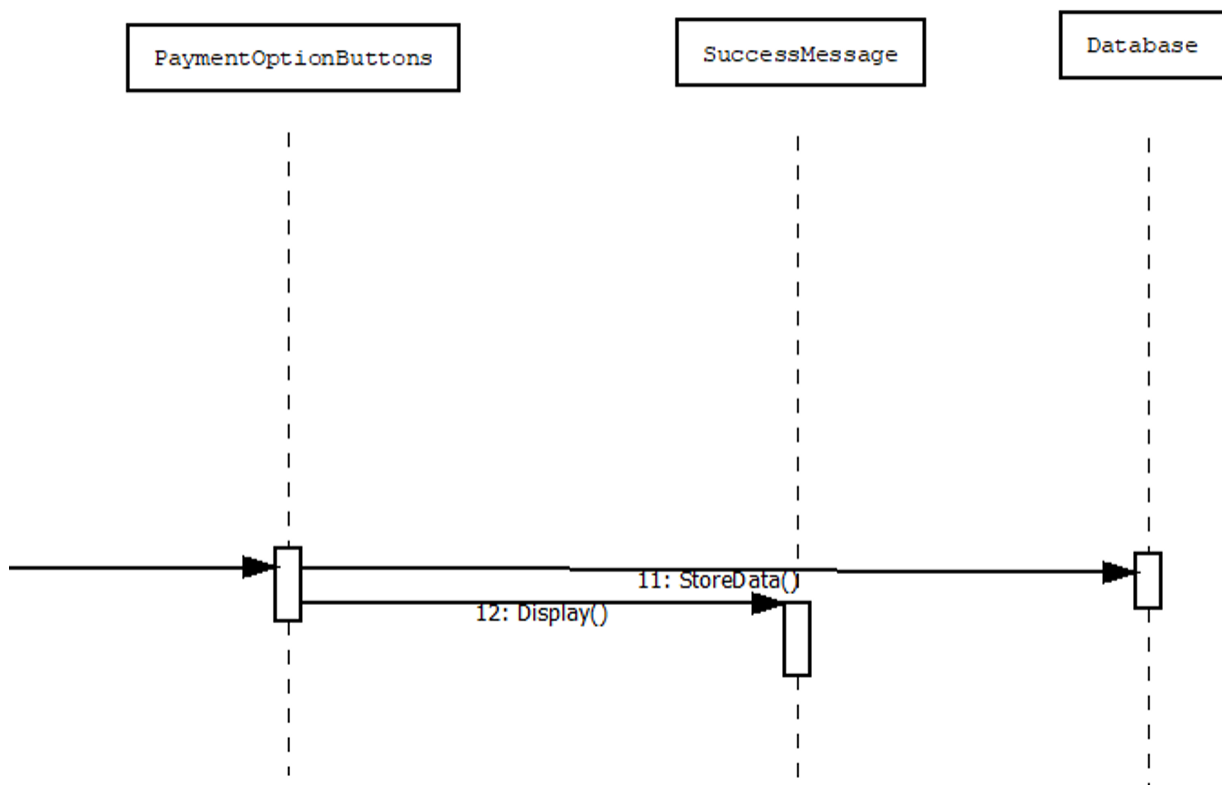 PaymentOptionButtons
SuccessMessage
Database
11: StoreData()
12: Display()